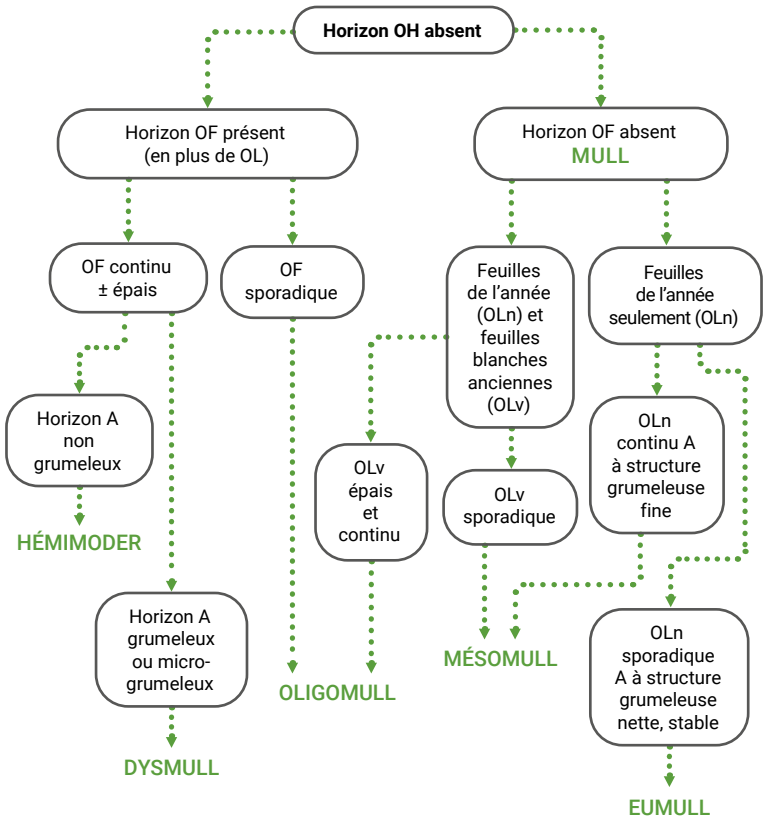 Horizon OH absent
Horizon OF présent
(en plus de OL)
Horizon OF absent
MULL
OF continu
± épais
OF
sporadique
Feuilles
de l'année
(OLn) et
feuilles
blanches
anciennes
(OLv)
Feuilles
de l'année
seulement (OLn)
Horizon A
non
grumeleux
OLv
épais
et
continu
OLv
sporadique
OLn
continu A
à structure
grumeleuse
fine
HÉMIMODER
Horizon A
grumeleux
ou micro-
grumeleux
OLIGOMULL
MÉSOMULL
OLn
sporadique
A à structure
grumeleuse
nette, stable
DYSMULL
EUMULL